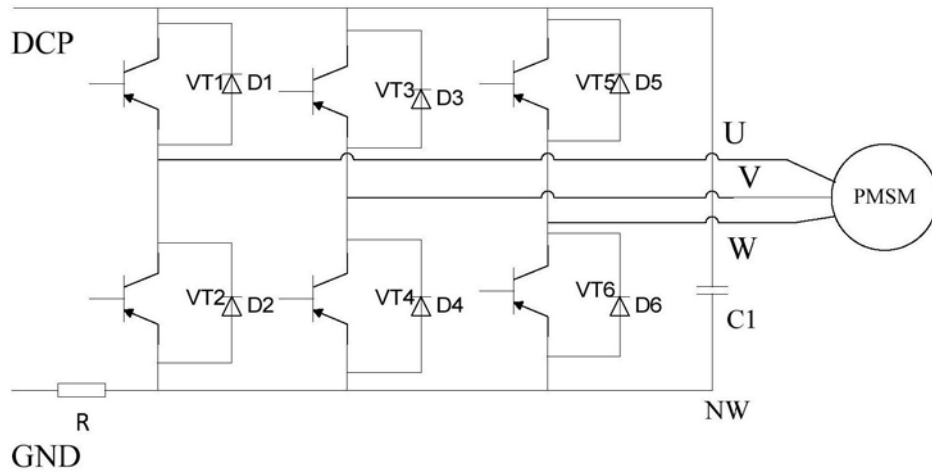 DCP
VT1 D1
VT3 D3
VT5 D5
U
V
PMSM
W
VT2 D2
VT4 D4
VT6 D6
C1
R
NW
GND